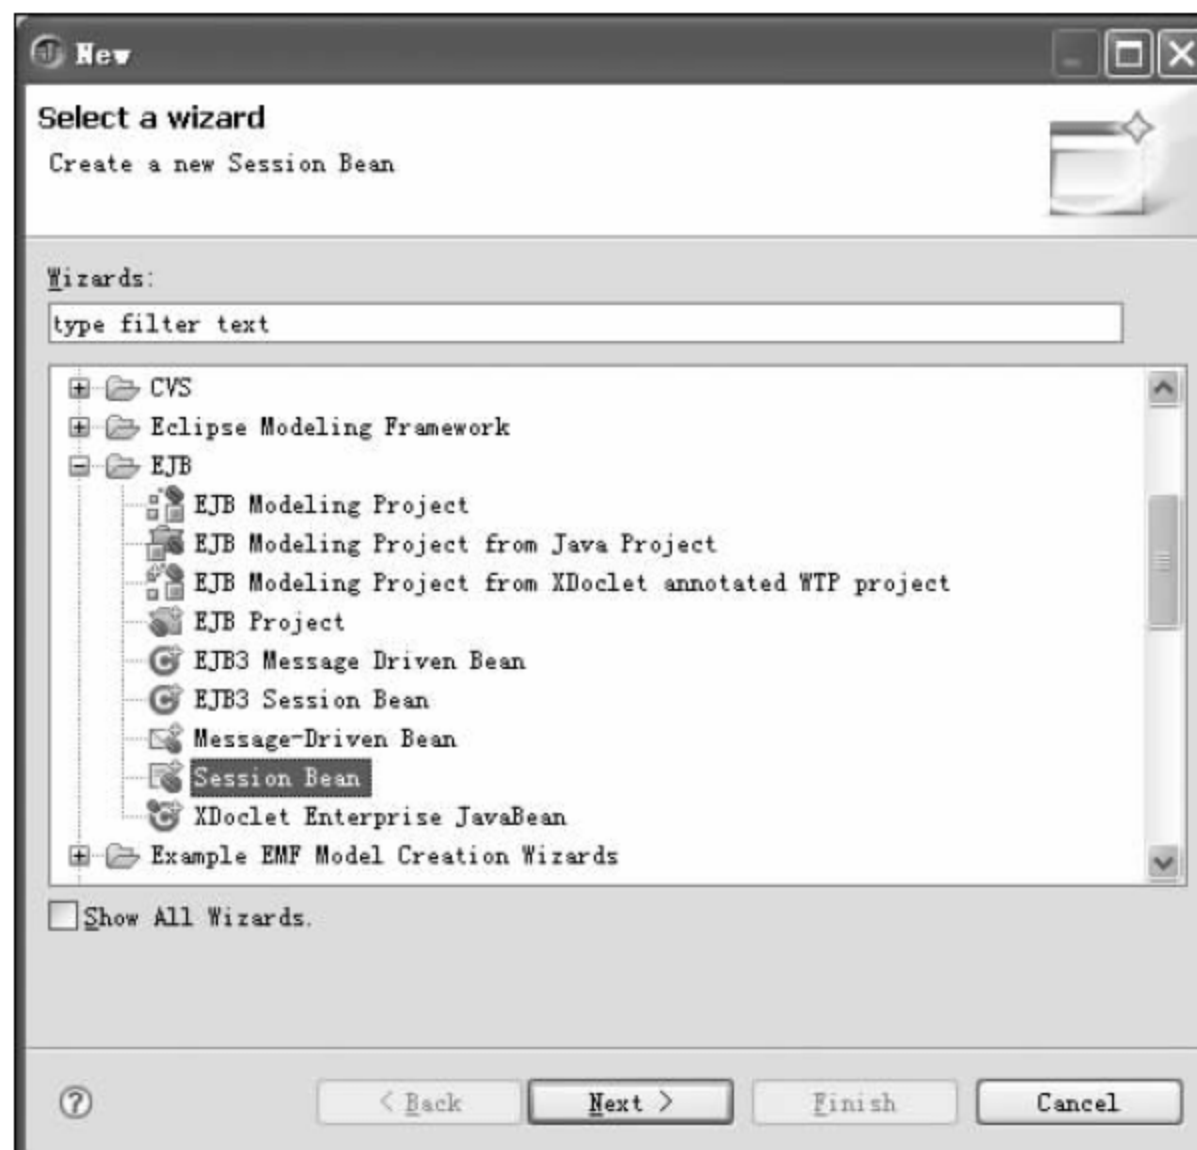 New
Select a wizard
Create a new Session Bean
Wizards:
type filter text
CVS
Eclipse Modeling Framework
EJB
EJB Modeling Project
EJB Modeling Project from Java Project
EJB Modeling Project from XDoclet annotated WTP project
EJB Project
EJB3 Message Driven Bean
EJB3 Session Bean
Message-Driven Bean
Session Bean
XDoclet Enterprise JavaBean
Example EMF Model Creation Wizards
Show All Wizards.
? < Back Next > Finish Cancel